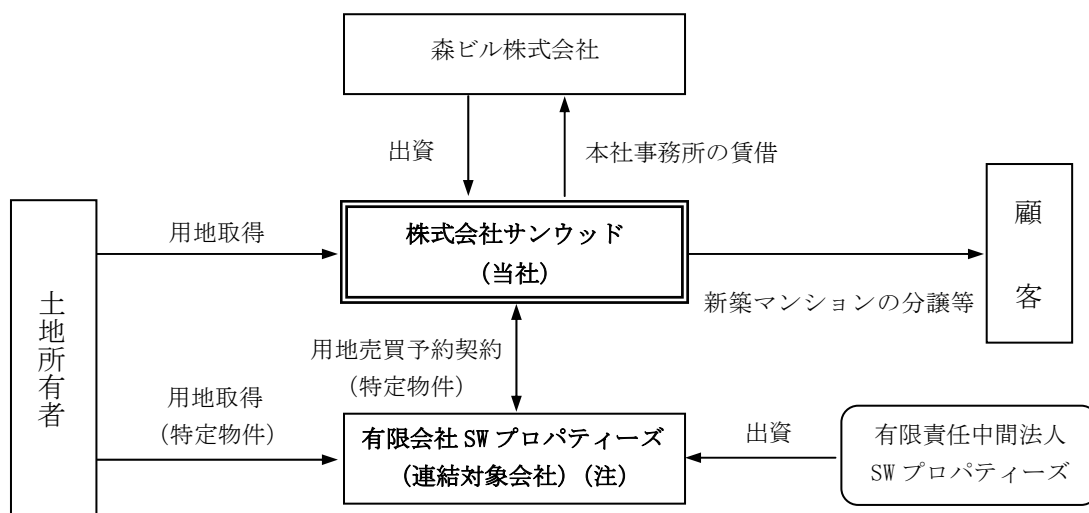 森ビル株式会社
出資
本社事務所の賃借
用地取得
株式会社サンウッド
(当社)
顧
客
新築マンションの分譲等
土地所有者
用地売買予約契約
(特定物件)
用地取得
(特定物件)
有限会社 SW プロパティーズ
(連結対象会社)(注)
出資
有限責任中間法人
SW プロパティーズ